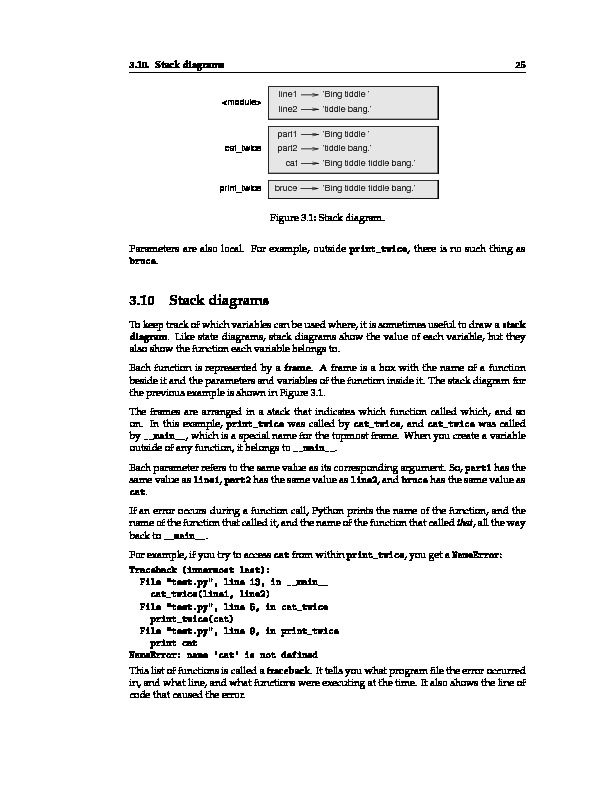 3.10. Stack diagrams 25
<module>
line1 'Bing tiddle '
line2 'tiddle bang.'
cat_twice
part1 'Bing tiddle '
part2 'tiddle bang.'
cat 'Bing tiddle tiddle bang.'
print_twice
bruce 'Bing tiddle tiddle bang.'
Figure 3.1: Stack diagram.
Parameters are also local. For example, outside print_twice, there is no such thing as
bruce.
3.10 Stack diagrams
To keep track of which variables can be used where, it is sometimes useful to draw a stack
diagram. Like state diagrams, stack diagrams show the value of each variable, but they
also show the function each variable belongs to.
Each function is represented by a frame. A frame is a box with the name of a function
beside it and the parameters and variables of the function inside it. The stack diagram for
the previous example is shown in Figure 3.1.
The frames are arranged in a stack that indicates which function called which, and so
on. In this example, print_twice was called by cat_twice, and cat_twice was called
by __main__, which is a special name for the topmost frame. When you create a variable
outside of any function, it belongs to __main__.
Each parameter refers to the same value as its corresponding argument. So, part1 has the
same value as line1, part2 has the same value as line2, and bruce has the same value as
cat.
If an error occurs during a function call, Python prints the name of the function, and the
name of the function that called it, and the name of the function that called that, all the way
back to __main__.
For example, if you try to access cat from within print_twice, you get a NameError:
Traceback (innermost last):
File "test.py", line 13, in __main__
cat_twice(line1, line2)
File "test.py", line 5, in cat_twice
print_twice(cat)
File "test.py", line 9, in print_twice
print cat
NameError: name 'cat' is not defined
This list of functions is called a traceback. It tells you what program file the error occurred
in, and what line, and what functions were executing at the time. It also shows the line of
code that caused the error.